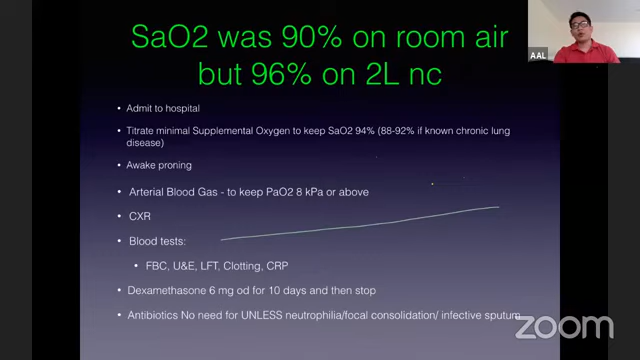 SaO2 was 90% on room air
but 96% on 2L nc
AAL
• Admit to hospital
• Titrate minimal Supplemental Oxygen to keep SaO2 94% (88-92% if known chronic lung
disease)
• Awake proning
• Arterial Blood Gas - to keep PaO2 8 kPa or above
• CXR
• Blood tests:
• FBC, U&E, LFT, Clotting, CRP
• Dexamethasone 6 mg od for 10 days and then stop
• Antibiotics No need for UNLESS neutrophilia/focal consolidation/ infective sputum
zoom